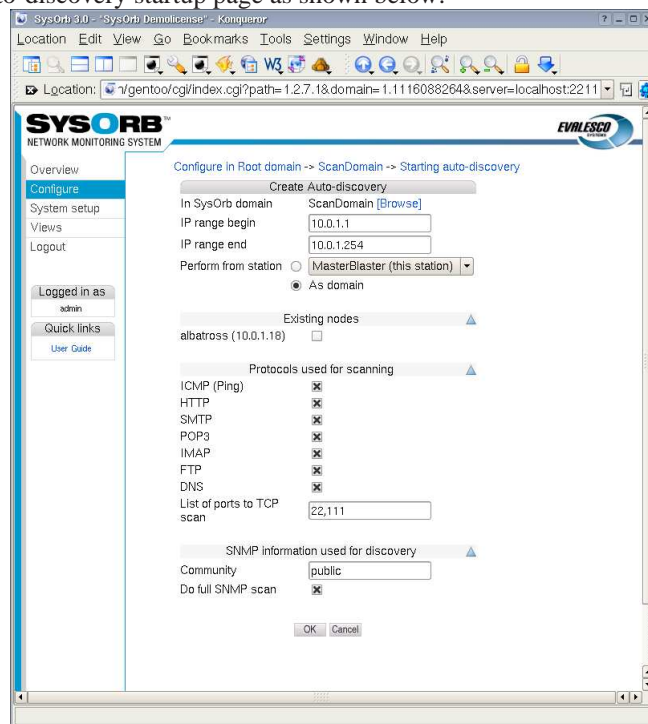 to-discovery startup page as shown below:
SysOrb 3.0 - "SysOrb Demolicense" - Konqueror
Location Edit View Go Bookmarks Tools Settings Window Help
Location: n/gentoo/cgi/index.cgi?path=1.2.7.1&domain=1.1116088264&server=localhost:2211
SYSORB™
NETWORK MONITORING SYSTEM
EVALESCO
SYSTEMS
Overview
Configure
System setup
Views
Logout
Logged in as
admin
Quick links
User Guide
Configure in Root domain -> ScanDomain -> Starting auto-discovery
Create Auto-discovery
In SysOrb domain ScanDomain [Browse]
IP range begin 10.0.1.1
IP range end 10.0.1.254
Perform from station MasterBlaster (this station)
As domain
Existing nodes
albatross (10.0.1.18)
Protocols used for scanning
ICMP (Ping)
HTTP
SMTP
POP3
IMAP
FTP
DNS
List of ports to TCP
scan 22,111
SNMP information used for discovery
Community public
Do full SNMP scan
OK Cancel